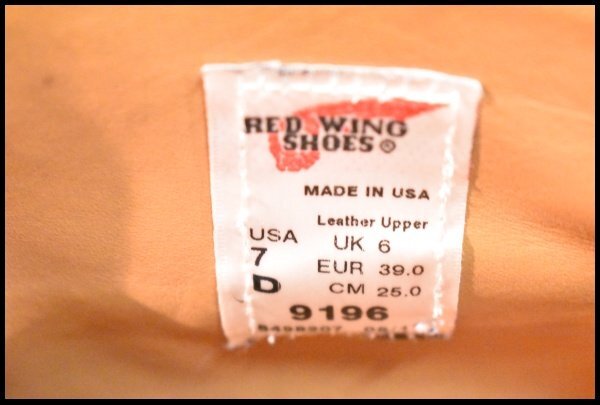 RED WING
SHOES®
MADE IN USA
Leather Upper
USA
7
D
UK 6
EUR 39.0
CM 25.0
9196